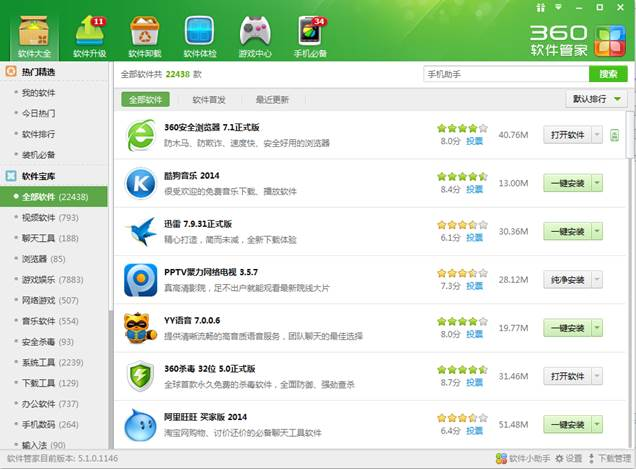 11
34
软件大全
软件升级
软件卸载
软件体检
游戏中心
手机必备
360
软件管家
热门精选
我的软件
今日热门
软件排行
装机必备
软件宝库
全部软件 (22438)
视频软件 (793)
聊天工具 (188)
浏览器 (85)
游戏娱乐 (7883)
网络游戏 (507)
音乐软件 (554)
安全杀毒 (93)
系统工具 (2239)
下载工具 (129)
办公软件 (737)
手机数码 (264)
输入法 (90)
全部软件共 22438 款
手机助手
搜索
全部软件
软件首发
最近更新
默认排行
360安全浏览器 7.1正式版
防木马、防欺诈、速度快、安全好用的浏览器
8.0分 投票
40.76M
打开软件
酷狗音乐 2014
很受欢迎的免费音乐下载、播放软件
8.4分 投票
13.00M
一键安装
迅雷 7.9.31正式版
精心打造，简而未减，全新下载体验
6.1分 投票
30.36M
一键安装
PPTV聚力网络电视 3.5.7
真高清影院，足不出户就能观看最新院线大片
7.3分 投票
28.12M
纯净安装
YY语音 7.0.0.6
提供清晰流畅的高音质语音服务，团队聊天的最佳选择
8.0分 投票
19.77M
一键安装
360杀毒 32位 5.0正式版
全球首款永久免费的杀毒软件，全面防御、强劲查杀
8.7分 投票
31.46M
打开软件
阿里旺旺 买家版 2014
淘宝网购物、讨价还价的必备聊天工具软件
6.4分 投票
51.48M
一键安装
软件管家目前版本: 5.1.0.1146
软件小助手
设置
下载管理